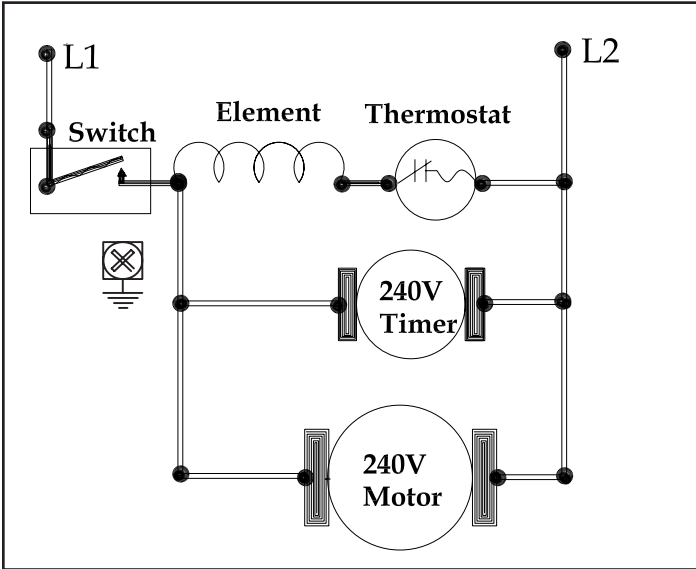 L1
L2
Switch
Element
Thermostat
240V
Timer
240V
Motor